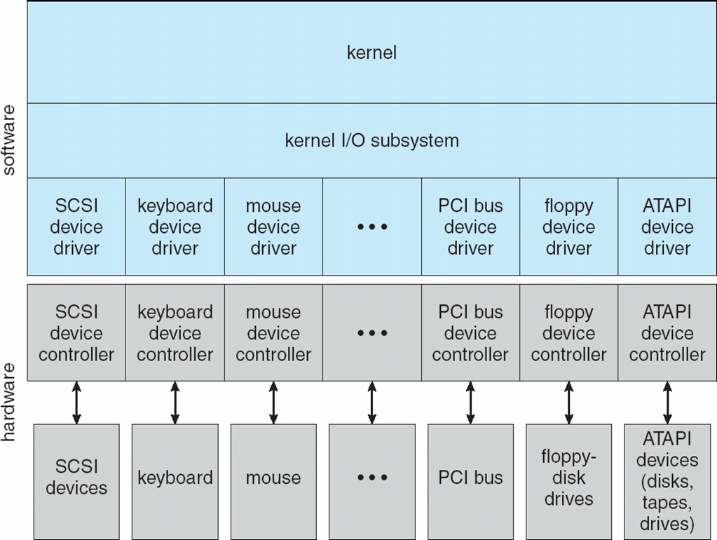 software
kernel
kernel I/O subsystem
SCSI
device
driver
keyboard
device
driver
mouse
device
driver
•••
PCI bus
device
driver
floppy
device
driver
ATAPI
device
driver
hardware
SCSI
device
controller
keyboard
device
controller
mouse
device
controller
•••
PCI bus
device
controller
floppy
device
controller
ATAPI
device
controller
SCSI
devices
keyboard
mouse
•••
PCI bus
floppy-
disk
drives
ATAPI
devices
(disks,
tapes,
drives)